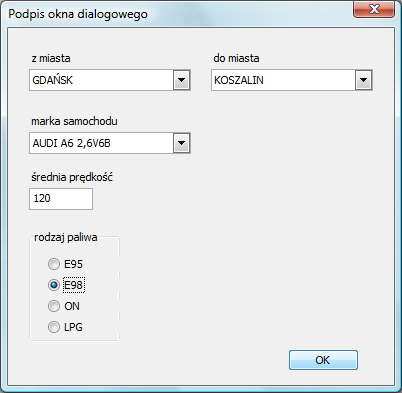 Podpis okna dialogowego
z miasta
do miasta
GDAŃSK
KOSZALIN
marka samochodu
AUDI A6 2,6V6B
średnia prędkość
120
rodzaj paliwa
E95
E98
ON
LPG
OK